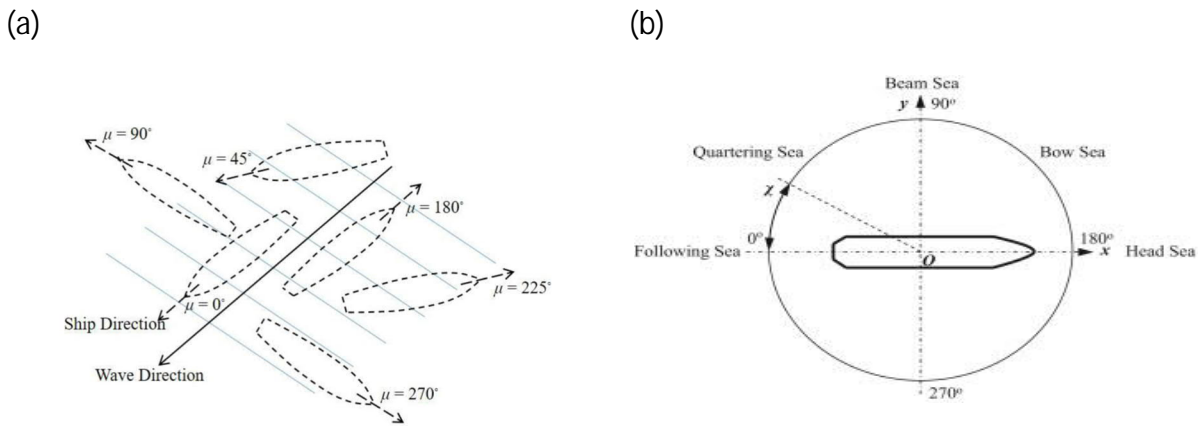 (a)
(b)
μ = 90°
μ = 45°
μ = 180°
μ = 225°
μ = 0°
Ship Direction
Wave Direction
μ = 270°
Beam Sea
y 90°
Quartering Sea
Bow Sea
χ
0°
180°
Following Sea
O
x Head Sea
270°